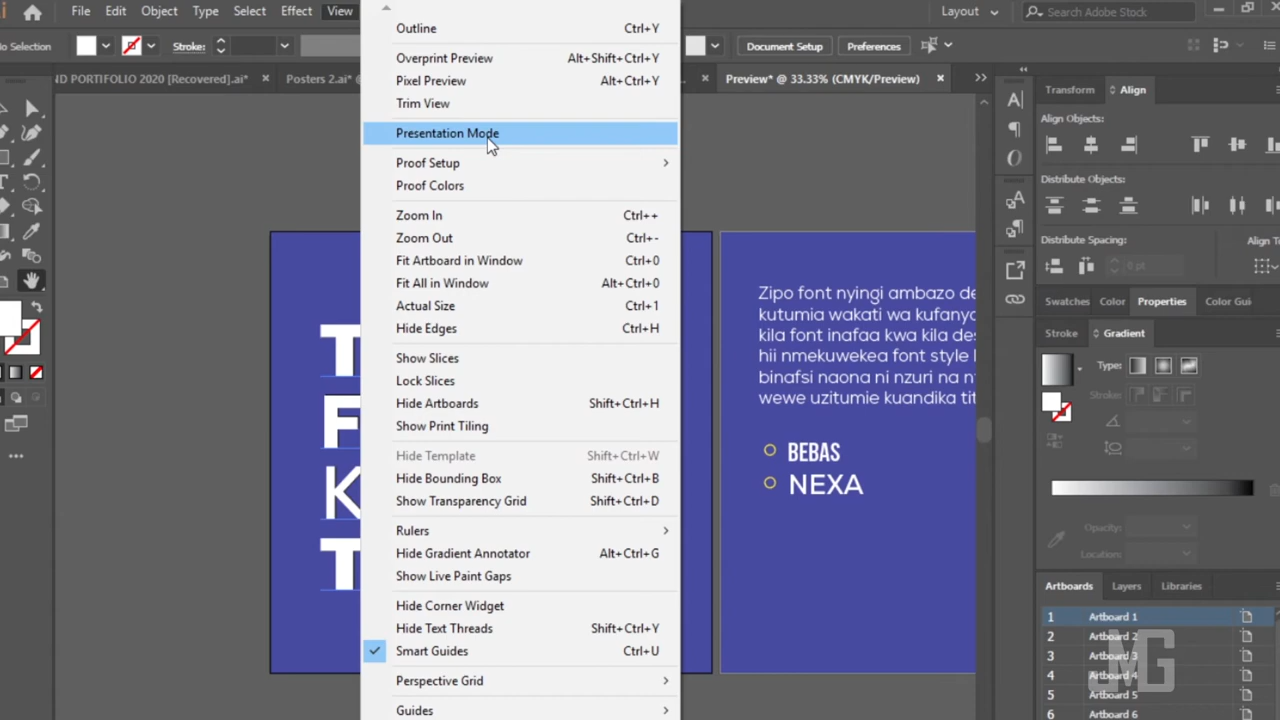 File Edit Object Type Select Effect View Layout Search Adobe Stock
No Selection Stroke: Document Setup Preferences
ND PORTIFOLIO 2020 [Recovered].ai* Posters 2.ai* Preview* @ 33.33% (CMYK/Preview)
Outline Ctrl+Y
Overprint Preview Alt+Shift+Ctrl+Y
Pixel Preview Alt+Ctrl+Y
Trim View
Presentation Mode
Proof Setup
Proof Colors
Zoom In Ctrl++
Zoom Out Ctrl+-
Fit Artboard in Window Ctrl+0
Fit All in Window Alt+Ctrl+0
Actual Size Ctrl+1
Hide Edges Ctrl+H
Show Slices
Lock Slices
Hide Artboards Shift+Ctrl+H
Show Print Tiling
Hide Template Shift+Ctrl+W
Hide Bounding Box Shift+Ctrl+B
Show Transparency Grid Shift+Ctrl+D
Rulers
Hide Gradient Annotator Alt+Ctrl+G
Show Live Paint Gaps
Hide Corner Widget
Hide Text Threads Shift+Ctrl+Y
Smart Guides Ctrl+U
Perspective Grid
Guides
T
F
K
T
Zipo font nyingi ambazo de
kutumia wakati wa kufanya
kila font inafaa kwa kila des
hii nmekuwekea font style
binafsi naona ni nzuri na
wewe uzitumie kuandika tit
BEBAS
NEXA
Transform Align
Align Objects:
Distribute Objects:
Distribute Spacing: Align To
0 pt
Swatches Color Properties Color Gui
Stroke Gradient
Type:
Stroke:
Opacity:
Location:
Artboards Layers Libraries
1 Artboard 1
2 Artboard 2
3 Artboard 3
4 Artboard 4
5 Artboard 5
6 Artboard 6
JMG